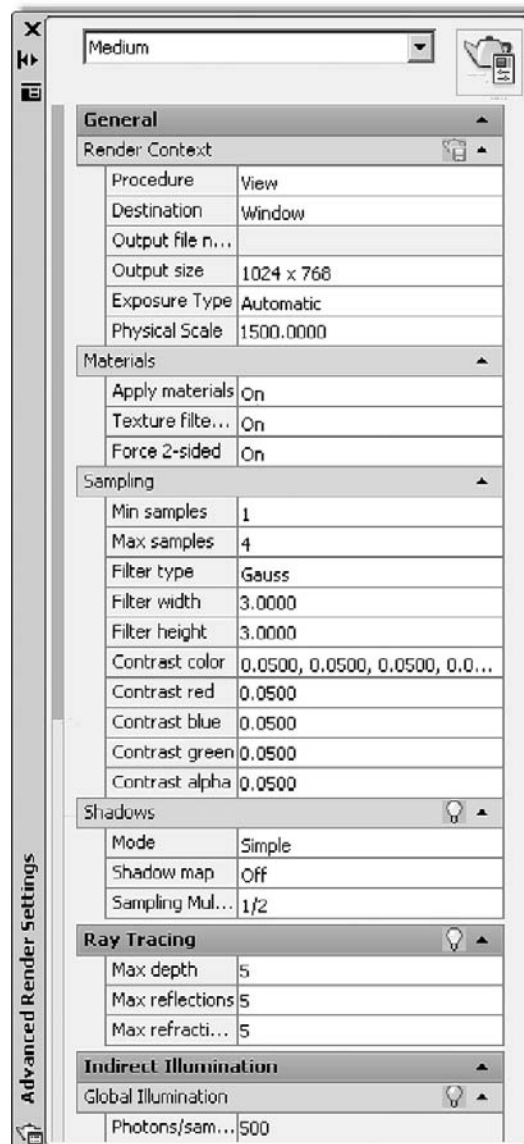 Medium
General
Render Context
Procedure View
Destination Window
Output file n...
Output size 1024 x 768
Exposure Type Automatic
Physical Scale 1500.0000
Materials
Apply materials On
Texture filte... On
Force 2-sided On
Sampling
Min samples 1
Max samples 4
Filter type Gauss
Filter width 3.0000
Filter height 3.0000
Contrast color 0.0500, 0.0500, 0.0500, 0.0...
Contrast red 0.0500
Contrast blue 0.0500
Contrast green 0.0500
Contrast alpha 0.0500
Shadows
Mode Simple
Shadow map Off
Sampling Mul... 1/2
Ray Tracing
Max depth 5
Max reflections 5
Max refracti... 5
Indirect Illumination
Global Illumination
Photons/sam... 500
Advanced Render Settings